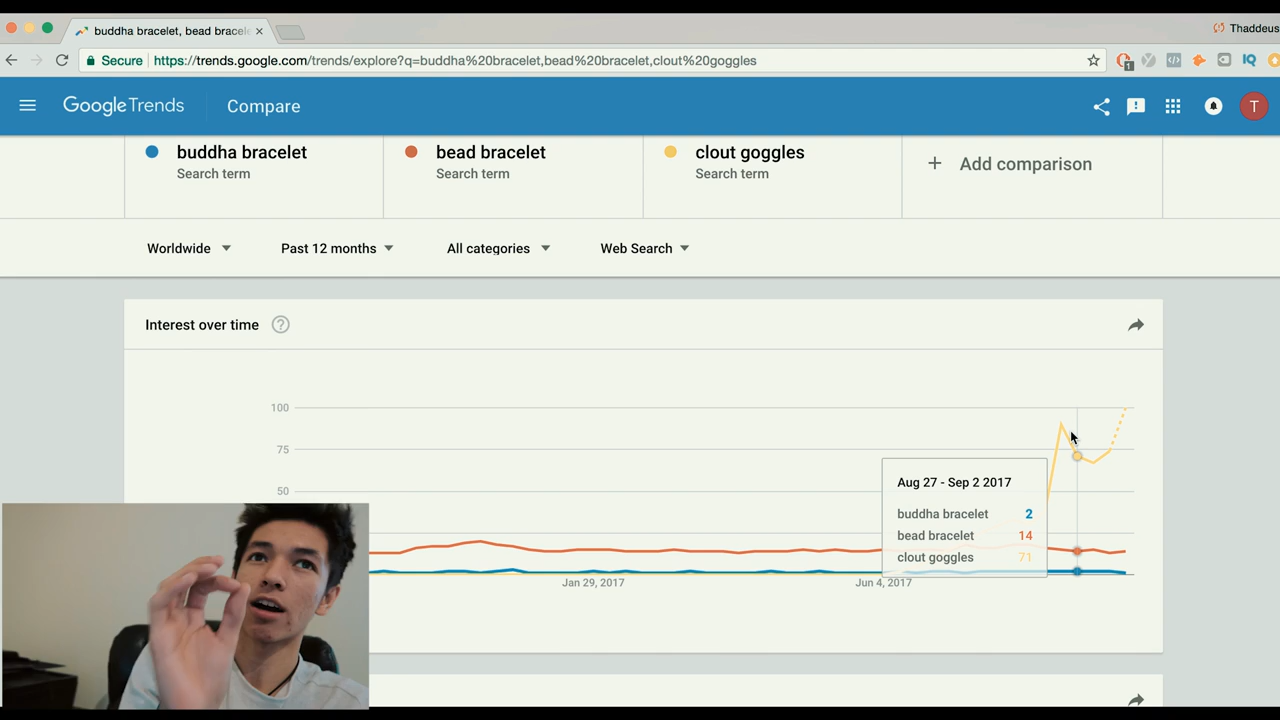 buddha bracelet, bead bracele
Thaddeus
Secure
https://trends.google.com/trends/explore?q=buddha%20bracelet,bead%20bracelet,clout%20goggles
1
IQ
Google Trends
Compare
T
buddha bracelet
Search term
bead bracelet
Search term
clout goggles
Search term
+ Add comparison
Worldwide
Past 12 months
All categories
Web Search
Interest over time ?
100
75
50
Aug 27 - Sep 2 2017
buddha bracelet 2
bead bracelet 14
clout goggles 71
Jan 29, 2017
Jun 4, 2017